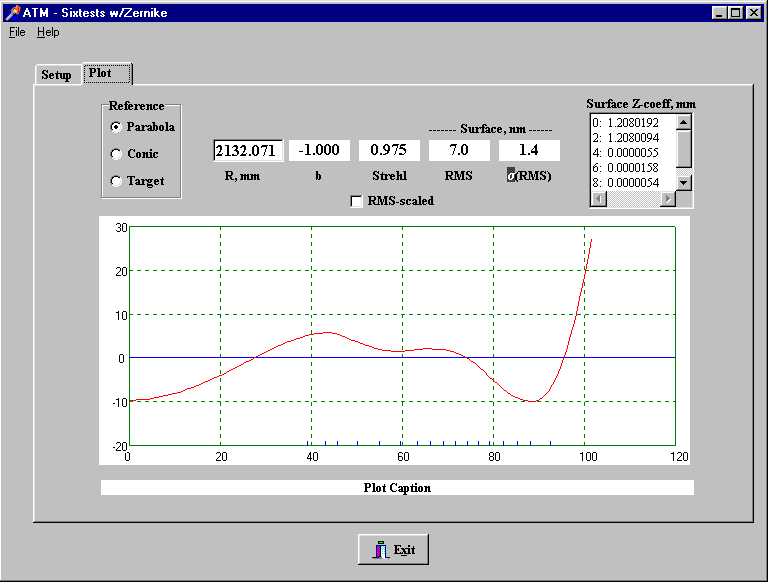 ATM - Sixtests w/Zernike
File Help
Setup Plot
Reference
Parabola
Conic
Target
------- Surface, nm ------
2132.071 -1.000 0.975 7.0 1.4
R, mm b Strehl RMS σ(RMS)
RMS-scaled
Surface Z-coeff, mm
0: 1.2080192
2: 1.2080094
4: 0.0000055
6: 0.0000158
8: 0.0000054
30
20
10
0
-10
-20
0 20 40 60 80 100 120
Plot Caption
Exit